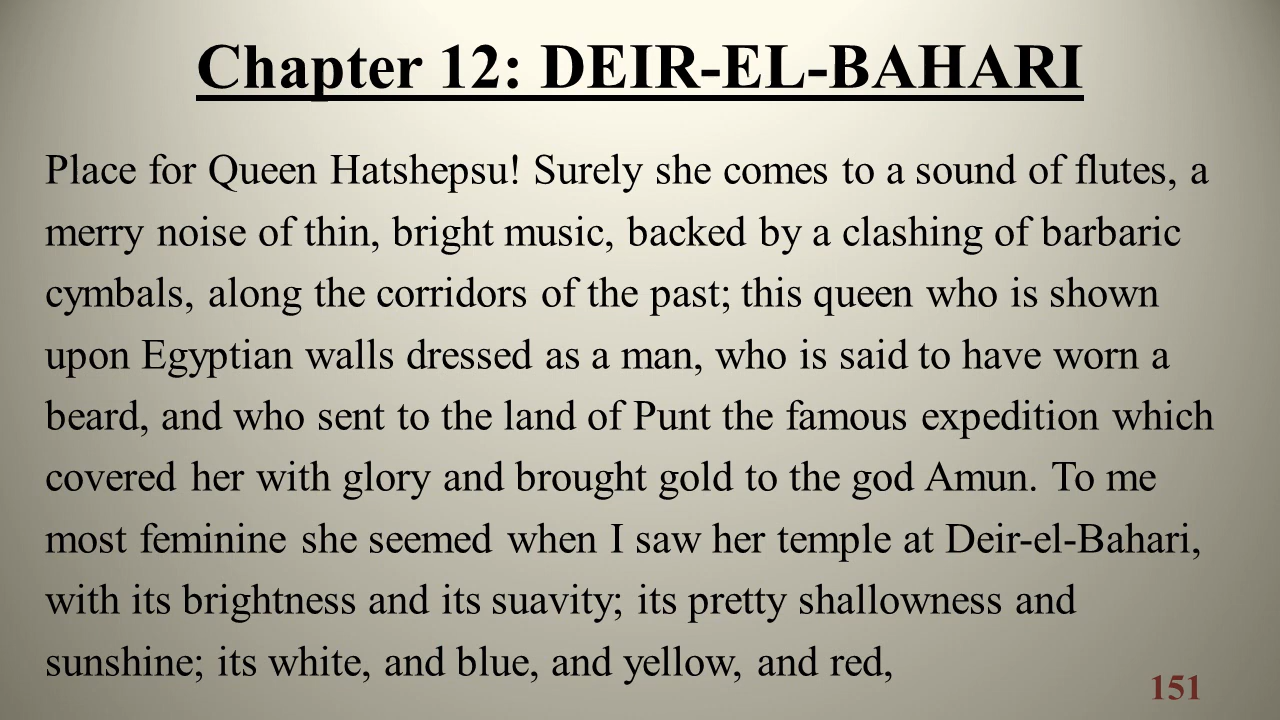 Chapter 12: DEIR-EL-BAHARI
Place for Queen Hatshepsu! Surely she comes to a sound of flutes, a
merry noise of thin, bright music, backed by a clashing of barbaric
cymbals, along the corridors of the past; this queen who is shown
upon Egyptian walls dressed as a man, who is said to have worn a
beard, and who sent to the land of Punt the famous expedition which
covered her with glory and brought gold to the god Amun. To me
most feminine she seemed when I saw her temple at Deir-el-Bahari,
with its brightness and its suavity; its pretty shallowness and
sunshine; its white, and blue, and yellow, and red,
151